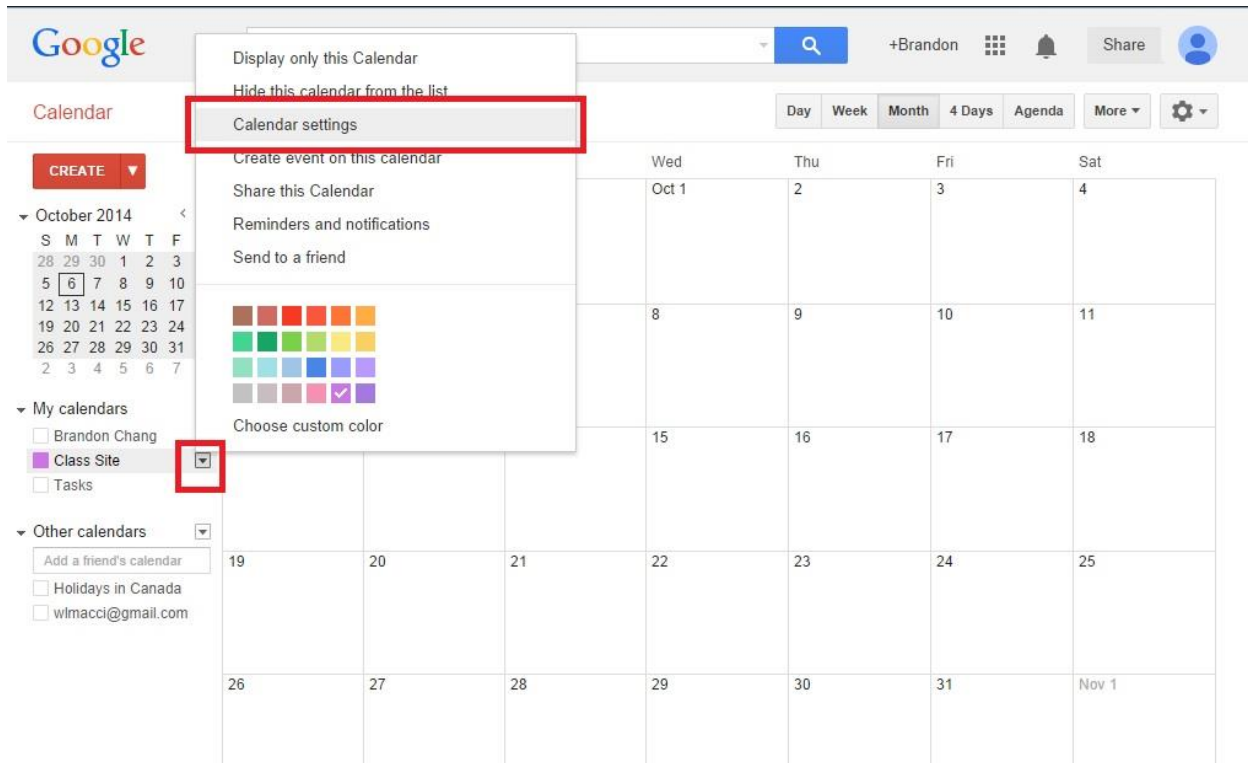 Google
+Brandon
Share
Calendar
Day Week Month 4 Days Agenda More
CREATE
October 2014
S M T W T F
28 29 30 1 2 3
5 6 7 8 9 10
12 13 14 15 16 17
19 20 21 22 23 24
26 27 28 29 30 31
2 3 4 5 6 7
My calendars
Brandon Chang
Class Site
Tasks
Other calendars
Add a friend's calendar
Holidays in Canada
wlmacci@gmail.com
Display only this Calendar
Hide this calendar from the list
Calendar settings
Create event on this calendar
Share this Calendar
Reminders and notifications
Send to a friend
Choose custom color
Wed Thu Fri Sat
Oct 1 2 3 4
8 9 10 11
15 16 17 18
19 20 21 22 23 24 25
26 27 28 29 30 31 Nov 1